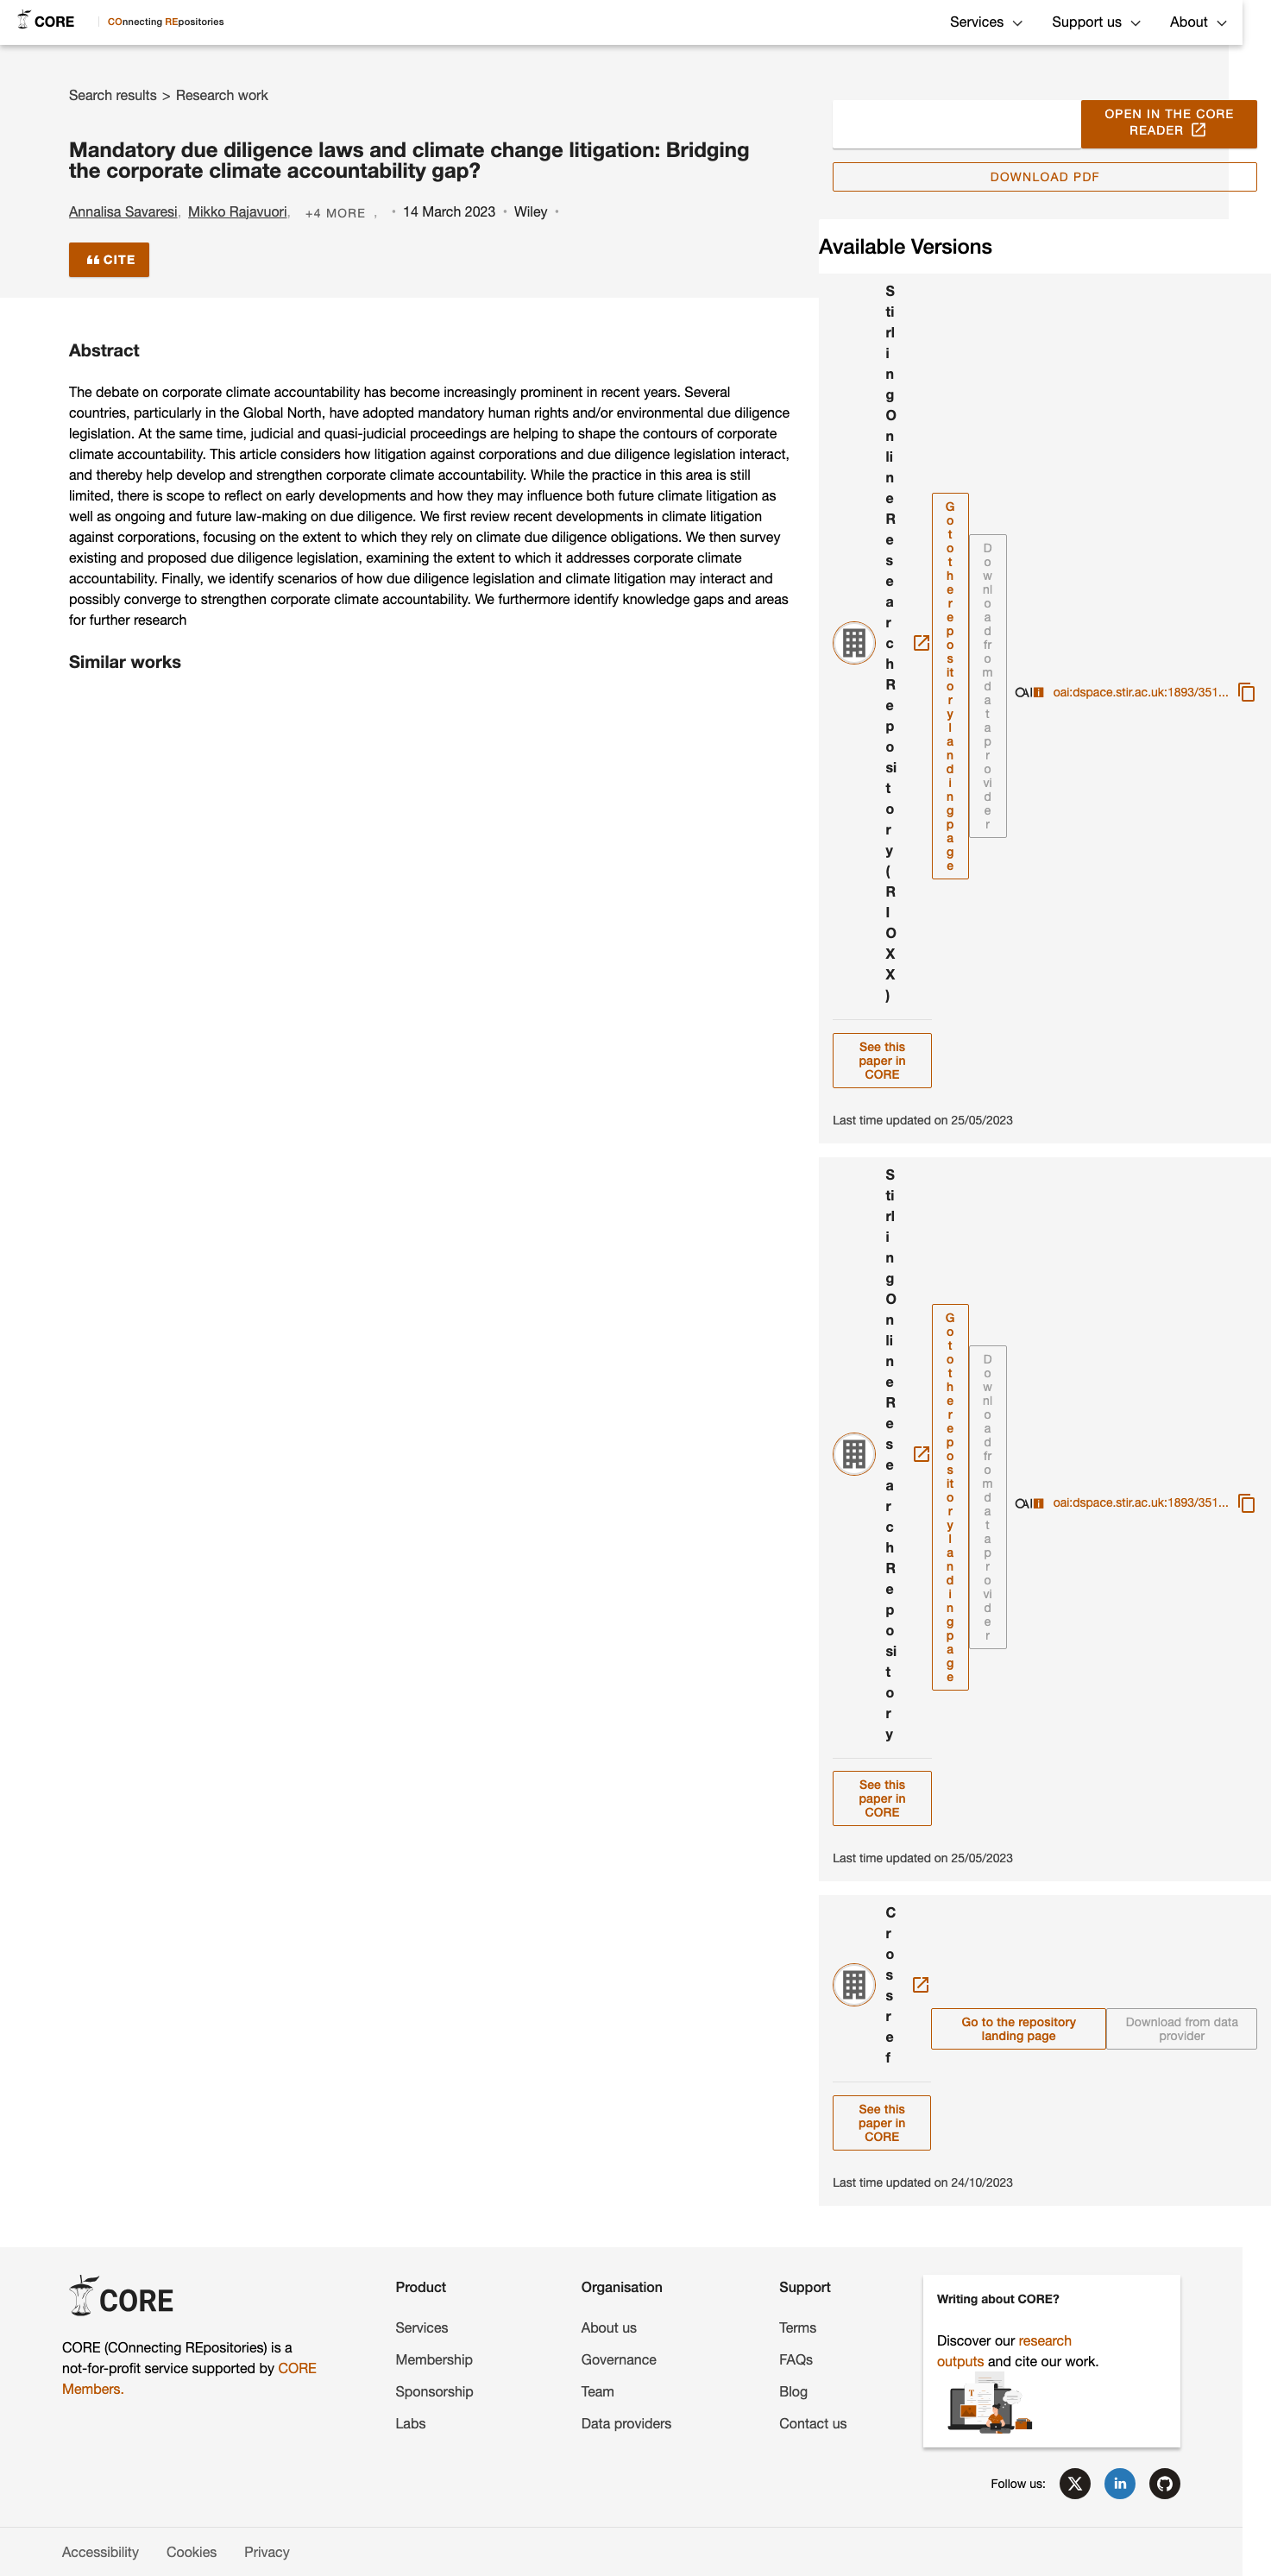 CORE
COnnecting REpositories
Services
Support us
About
Search results > Research work
Mandatory due diligence laws and climate change litigation: Bridging
the corporate climate accountability gap?
Annalisa Savaresi, Mikko Rajavuori, +4 MORE , • 14 March 2023 • Wiley •
CITE
OPEN IN THE CORE
READER
DOWNLOAD PDF
Abstract
The debate on corporate climate accountability has become increasingly prominent in recent years. Several
countries, particularly in the Global North, have adopted mandatory human rights and/or environmental due diligence
legislation. At the same time, judicial and quasi-judicial proceedings are helping to shape the contours of corporate
climate accountability. This article considers how litigation against corporations and due diligence legislation interact,
and thereby help develop and strengthen corporate climate accountability. While the practice in this area is still
limited, there is scope to reflect on early developments and how they may influence both future climate litigation as
well as ongoing and future law-making on due diligence. We first review recent developments in climate litigation
against corporations, focusing on the extent to which they rely on climate due diligence obligations. We then survey
existing and proposed due diligence legislation, examining the extent to which it addresses corporate climate
accountability. Finally, we identify scenarios of how due diligence legislation and climate litigation may interact and
possibly converge to strengthen corporate climate accountability. We furthermore identify knowledge gaps and areas
for further research
Similar works
Available Versions
Stirling Online Research Repository (RIOXX)
Go to the repository landing page
Download from data provider
OAI
oai:dspace.stir.ac.uk:1893/351...
See this
paper in
CORE
Last time updated on 25/05/2023
Stirling Online Research Repository
Go to the repository landing page
Download from data provider
OAI
oai:dspace.stir.ac.uk:1893/351...
See this
paper in
CORE
Last time updated on 25/05/2023
Crossref
Go to the repository
landing page
Download from data
provider
See this
paper in
CORE
Last time updated on 24/10/2023
CORE
CORE (COnnecting REpositories) is a
not-for-profit service supported by CORE
Members.
Product
Services
Membership
Sponsorship
Labs
Organisation
About us
Governance
Team
Data providers
Support
Terms
FAQs
Blog
Contact us
Writing about CORE?
Discover our research
outputs and cite our work.
Follow us:
Accessibility
Cookies
Privacy